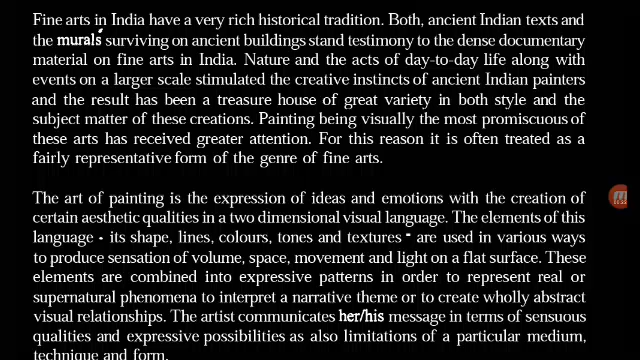 Fine arts in India have a very rich historical tradition. Both, ancient Indian texts and
the murals surviving on ancient buildings stand testimony to the dense documentary
material on fine arts in India. Nature and the acts of day-to-day life along with
events on a larger scale stimulated the creative instincts of ancient Indian painters
and the result has been a treasure house of great variety in both style and the
subject matter of these creations. Painting being visually the most promiscuous of
these arts has received greater attention. For this reason it is often treated as a
fairly representative form of the genre of fine arts.
The art of painting is the expression of ideas and emotions with the creation of
certain aesthetic qualities in a two dimensional visual language. The elements of this
language - its shape, lines, colours, tones and textures - are used in various ways
to produce sensation of volume, space, movement and light on a flat surface. These
elements are combined into expressive patterns in order to represent real or
supernatural phenomena to interpret a narrative theme or to create wholly abstract
visual relationships. The artist communicates her/his message in terms of sensuous
qualities and expressive possibilities as also limitations of a particular medium,
technique and form.